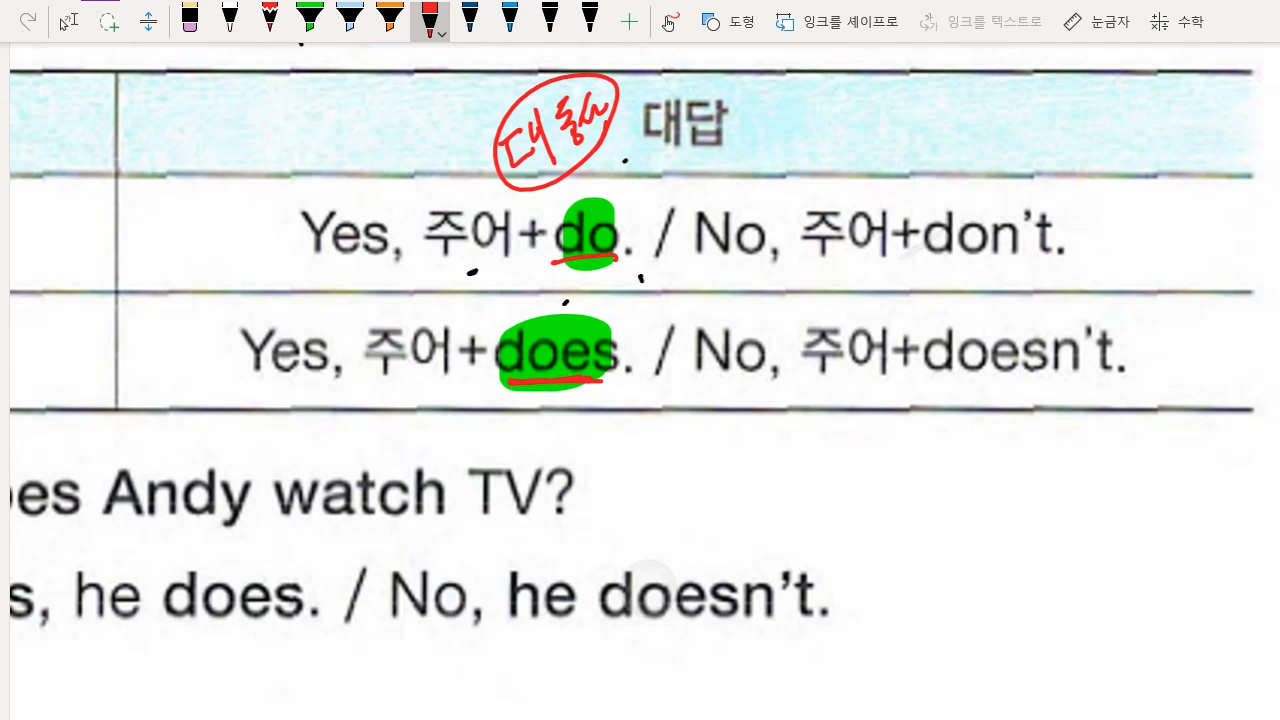 도형 잉크를 셰이프로 잉크를 텍스트로 눈금자 수학
대동사 대답
Yes, 주어+do. / No, 주어+don't.
Yes, 주어+does. / No, 주어+doesn't.
es Andy watch TV?
s, he does. / No, he doesn't.